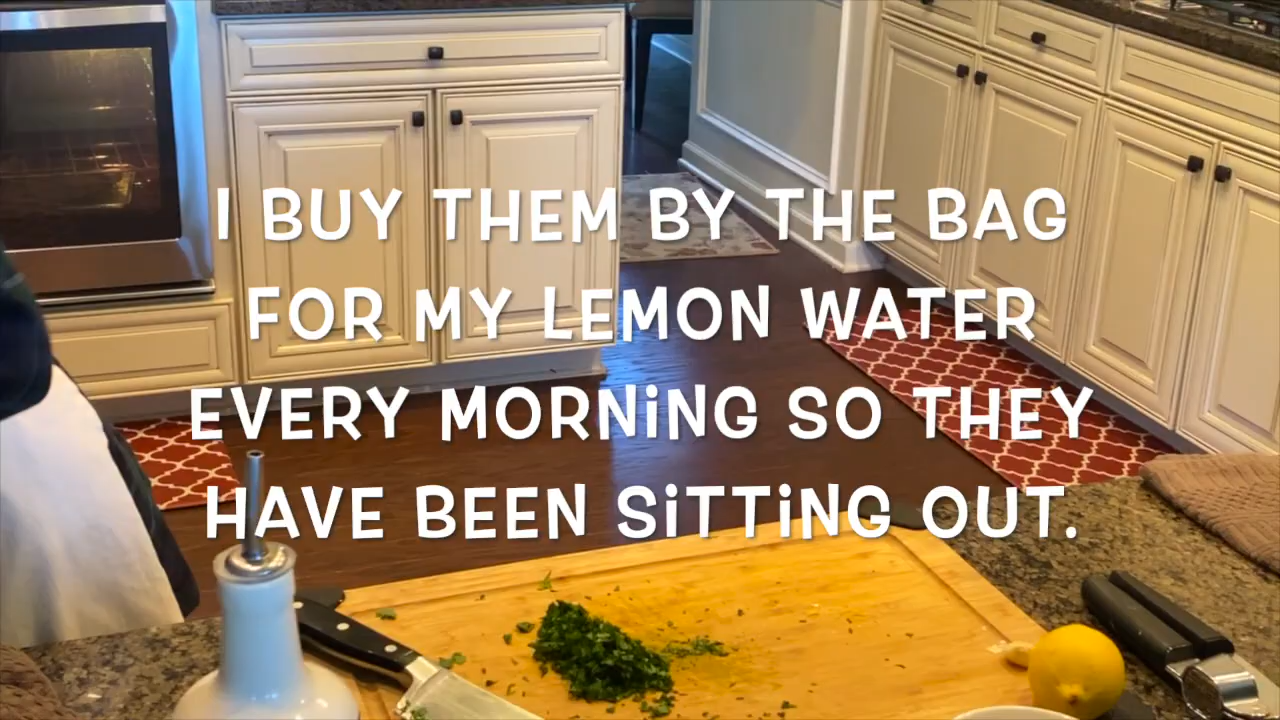 I BUY THEM BY THE BAG
FOR MY LEMON WATER
EVERY MORNiNG SO THEY
HAVE BEEN SiTTiNG OUT.